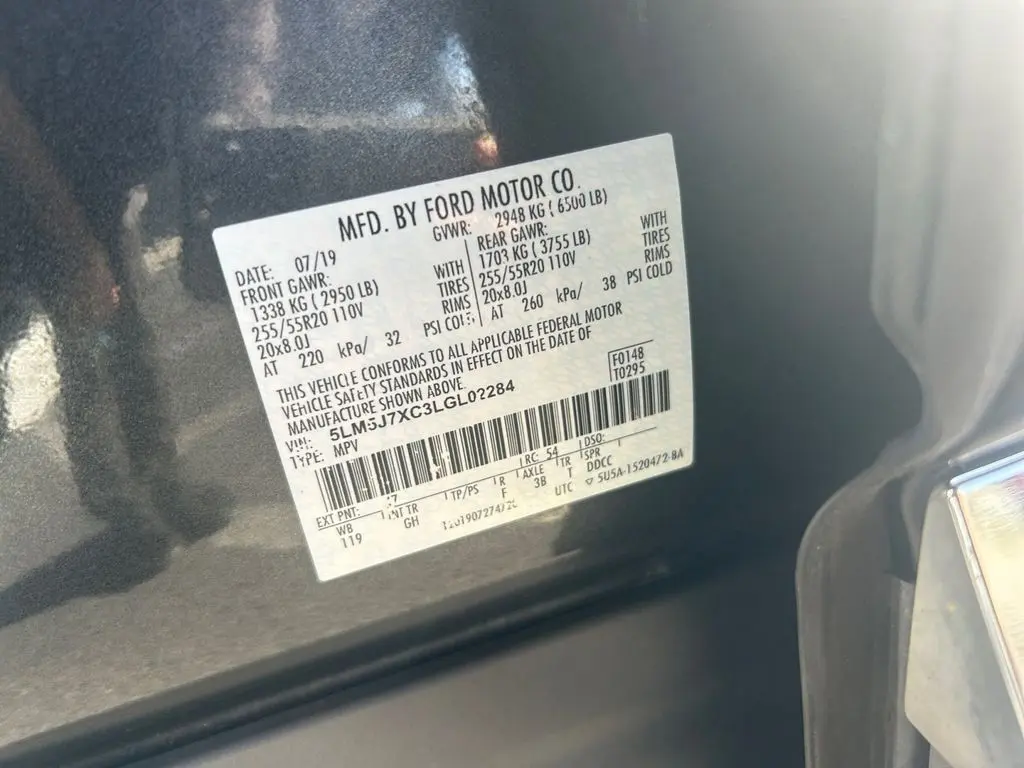 MFD. BY FORD MOTOR CO.
DATE: 07/19
GVWR: 2948 KG ( 6500 LB)
FRONT GAWR: WITH
1338 KG ( 2950 LB) TIRES
255/55R20 110V RIMS
20x8.0J
AT 220 kPa/ 32 PSI COLD
REAR GAWR: WITH
1703 KG ( 3755 LB) TIRES
255/55R20 110V RIMS
20x8.0J
AT 260 kPa/ 38 PSI COLD
THIS VEHICLE CONFORMS TO ALL APPLICABLE FEDERAL MOTOR
VEHICLE SAFETY STANDARDS IN EFFECT ON THE DATE OF
MANUFACTURE SHOWN ABOVE.
F0148
T0295
VIN: 5LM5J7XC3LGL02284
TYPE: MPV
EXT PNT: RC: 54 DSO:
WB INT TR TP/PS R AXLE TR SPR
119 GH F 3B T DDCC
UTC 5U5A-1520472-BA